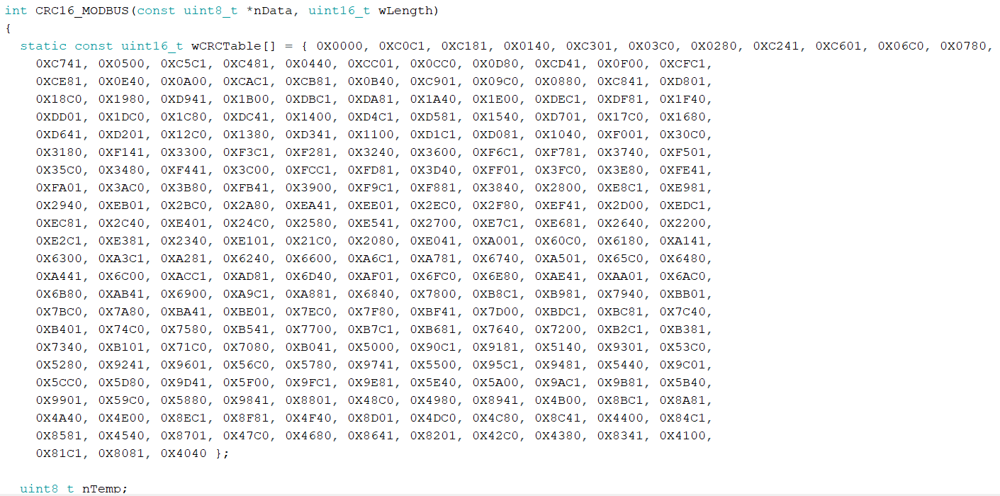 int CRC16_MODBUS(const uint8_t *nData, uint16_t wLength)
{
static const uint16_t wCRCTable[] = { 0X0000, 0XC0C1, 0XC181, 0X0140, 0XC301, 0X03C0, 0X0280, 0XC241, 0XC601, 0X06C0, 0X0780,
0XC741, 0X0500, 0XC5C1, 0XC481, 0X0440, 0XCC01, 0X0CC0, 0X0D80, 0XCD41, 0X0F00, 0XCFC1,
0XCE81, 0X0E40, 0X0A00, 0XCAC1, 0XCB81, 0X0B40, 0XC901, 0X09C0, 0X0880, 0XC841, 0XD801,
0X18C0, 0X1980, 0XD941, 0X1B00, 0XDBC1, 0XDA81, 0X1A40, 0X1E00, 0XDEC1, 0XDF81, 0X1F40,
0XDD01, 0X1DC0, 0X1C80, 0XDC41, 0X1400, 0XD4C1, 0XD581, 0X1540, 0XD701, 0X17C0, 0X1680,
0XD641, 0XD201, 0X12C0, 0X1380, 0XD341, 0X1100, 0XD1C1, 0XD081, 0X1040, 0XF001, 0X30C0,
0X3180, 0XF141, 0X3300, 0XF3C1, 0XF281, 0X3240, 0X3600, 0XF6C1, 0XF781, 0X3740, 0XF501,
0X35C0, 0X3480, 0XF441, 0X3C00, 0XFCC1, 0XFD81, 0X3D40, 0XFF01, 0X3FC0, 0X3E80, 0XFE41,
0XFA01, 0X3AC0, 0X3B80, 0XFB41, 0X3900, 0XF9C1, 0XF881, 0X3840, 0X2800, 0XE8C1, 0XE981,
0X2940, 0XEB01, 0X2BC0, 0X2A80, 0XEA41, 0XEE01, 0X2EC0, 0X2F80, 0XEF41, 0X2D00, 0XEDC1,
0XEC81, 0X2C40, 0XE401, 0X24C0, 0X2580, 0XE541, 0X2700, 0XE7C1, 0XE681, 0X2640, 0X2200,
0XE2C1, 0XE381, 0X2340, 0XE101, 0X21C0, 0X2080, 0XE041, 0XA001, 0X60C0, 0X6180, 0XA141,
0X6300, 0XA3C1, 0XA281, 0X6240, 0X6600, 0XA6C1, 0XA781, 0X6740, 0XA501, 0X65C0, 0X6480,
0XA441, 0X6C00, 0XACC1, 0XAD81, 0X6D40, 0XAF01, 0X6FC0, 0X6E80, 0XAE41, 0XAA01, 0X6AC0,
0X6B80, 0XAB41, 0X6900, 0XA9C1, 0XA881, 0X6840, 0X7800, 0XB8C1, 0XB981, 0X7940, 0XBB01,
0X7BC0, 0X7A80, 0XBA41, 0XBE01, 0X7EC0, 0X7F80, 0XBF41, 0X7D00, 0XBDC1, 0XBC81, 0X7C40,
0XB401, 0X74C0, 0X7580, 0XB541, 0X7700, 0XB7C1, 0XB681, 0X7640, 0X7200, 0XB2C1, 0XB381,
0X7340, 0XB101, 0X71C0, 0X7080, 0XB041, 0X5000, 0X90C1, 0X9181, 0X5140, 0X9301, 0X53C0,
0X5280, 0X9241, 0X9601, 0X56C0, 0X5780, 0X9741, 0X5500, 0X95C1, 0X9481, 0X5440, 0X9C01,
0X5CC0, 0X5D80, 0X9D41, 0X5F00, 0X9FC1, 0X9E81, 0X5E40, 0X5A00, 0X9AC1, 0X9B81, 0X5B40,
0X9901, 0X59C0, 0X5880, 0X9841, 0X8801, 0X48C0, 0X4980, 0X8941, 0X4B00, 0X8BC1, 0X8A81,
0X4A40, 0X4E00, 0X8EC1, 0X8F81, 0X4F40, 0X8D01, 0X4DC0, 0X4C80, 0X8C41, 0X4400, 0X84C1,
0X8581, 0X4540, 0X8701, 0X47C0, 0X4680, 0X8641, 0X8201, 0X42C0, 0X4380, 0X8341, 0X4100,
0X81C1, 0X8081, 0X4040 };
uint8_t nTemp;